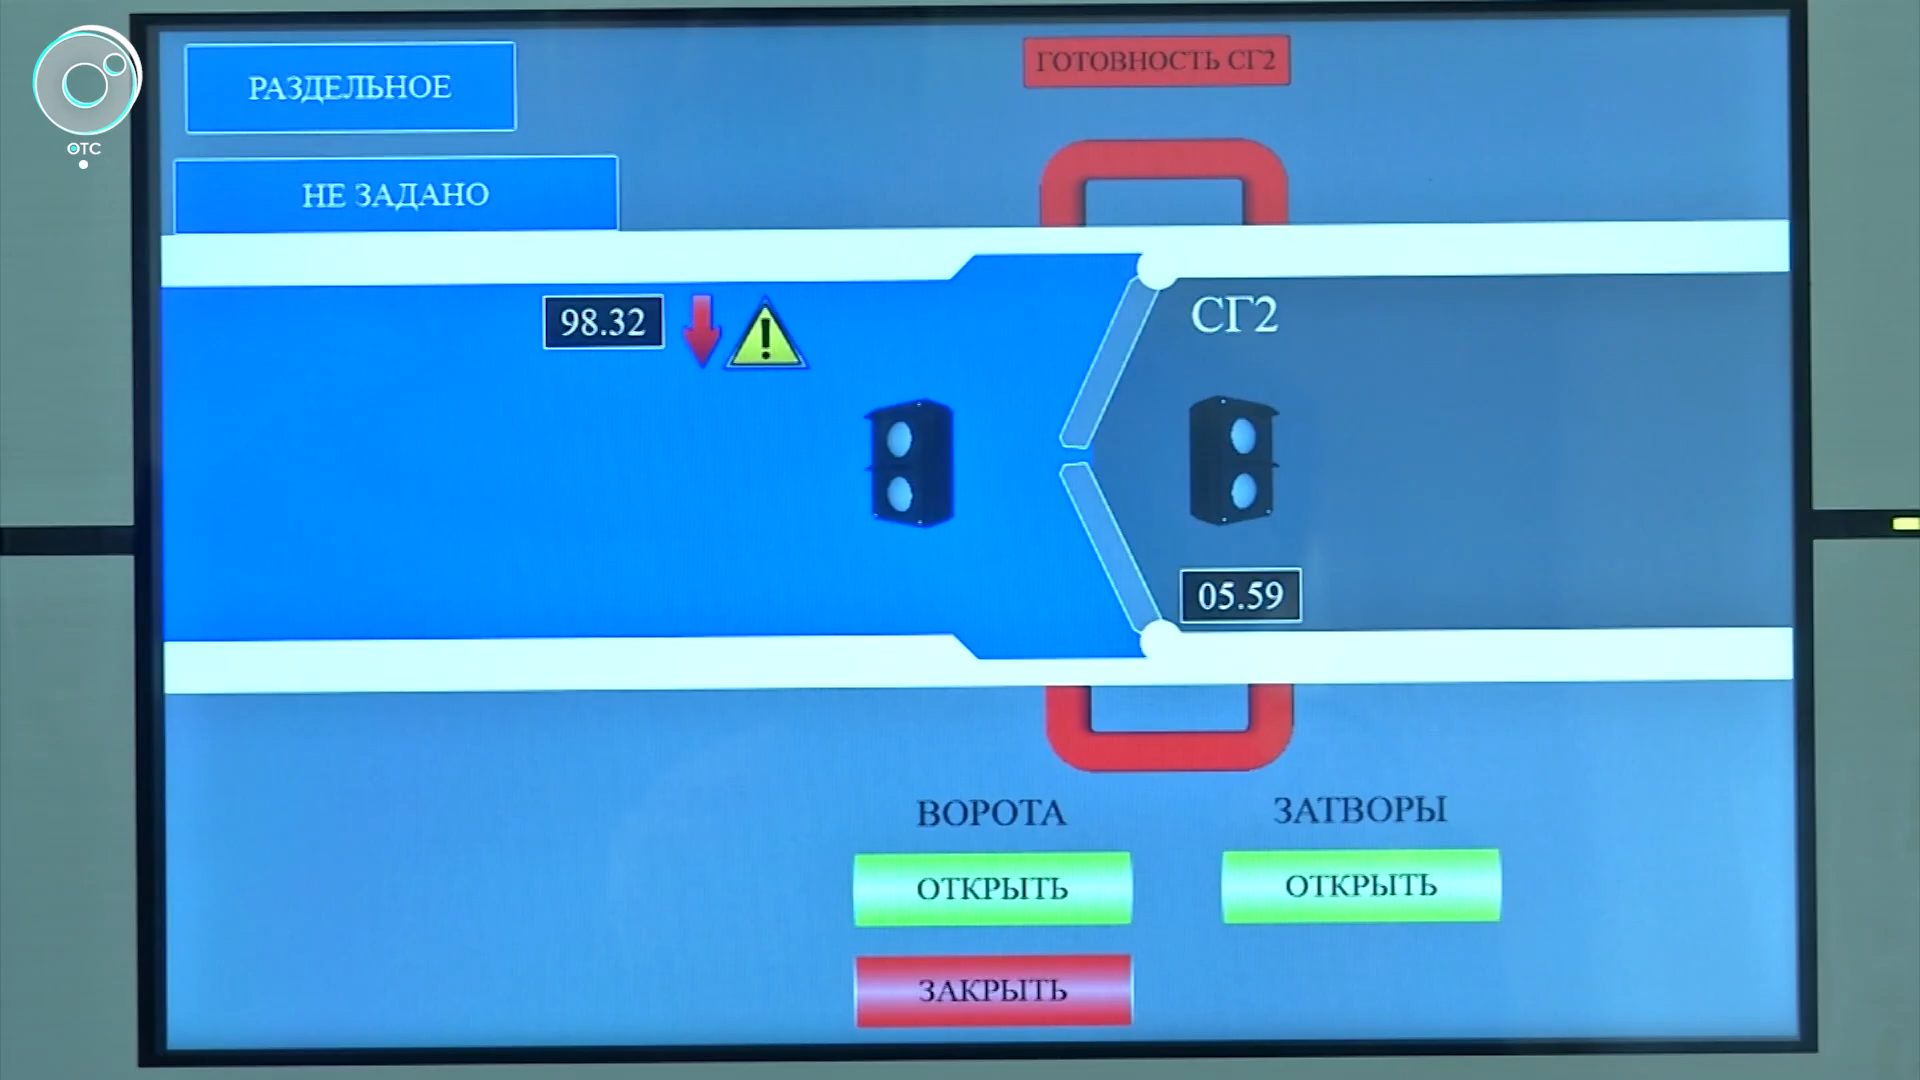 ОТС
РАЗДЕЛЬНОЕ
ГОТОВНОСТЬ СГ2
НЕ ЗАДАНО
98.32
СГ2
05.59
ВОРОТА
ЗАТВОРЫ
ОТКРЫТЬ
ОТКРЫТЬ
ЗАКРЫТЬ